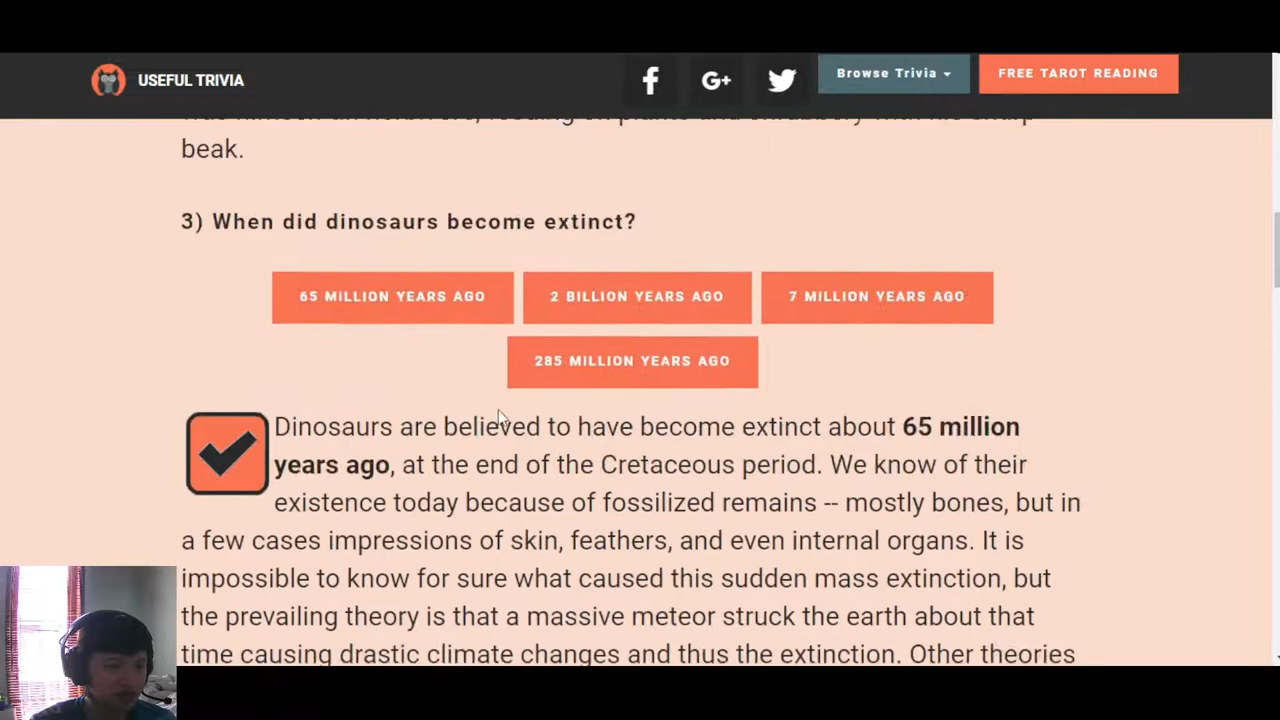 USEFUL TRIVIA
Browse Trivia
FREE TAROT READING
beak.
3) When did dinosaurs become extinct?
65 MILLION YEARS AGO
2 BILLION YEARS AGO
7 MILLION YEARS AGO
285 MILLION YEARS AGO
Dinosaurs are believed to have become extinct about 65 million
years ago, at the end of the Cretaceous period. We know of their
existence today because of fossilized remains -- mostly bones, but in
a few cases impressions of skin, feathers, and even internal organs. It is
impossible to know for sure what caused this sudden mass extinction, but
the prevailing theory is that a massive meteor struck the earth about that
time causing drastic climate changes and thus the extinction. Other theories